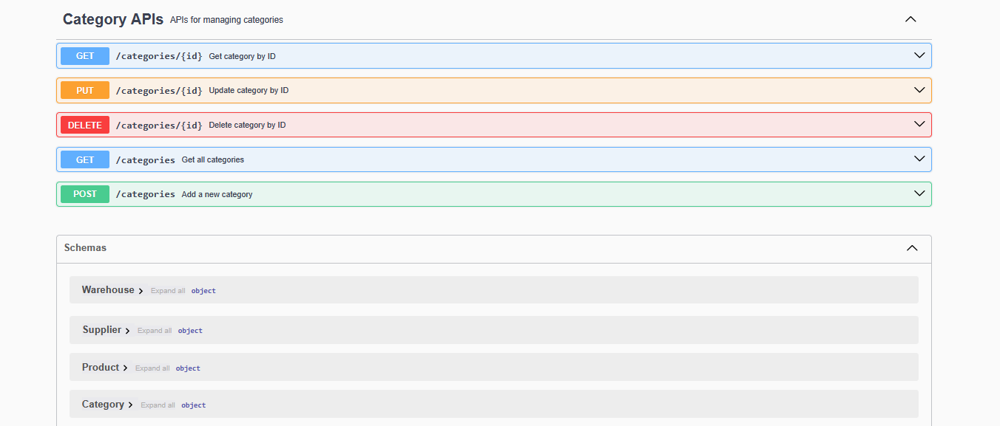 Category APIs APIs for managing categories
GET /categories/{id} Get category by ID
PUT /categories/{id} Update category by ID
DELETE /categories/{id} Delete category by ID
GET /categories Get all categories
POST /categories Add a new category
Schemas
Warehouse Expand all object
Supplier Expand all object
Product Expand all object
Category Expand all object